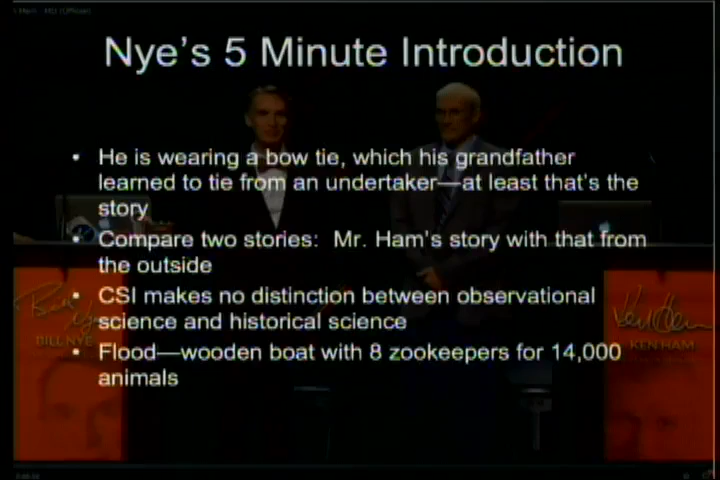 Nye's 5 Minute Introduction
• He is wearing a bow tie, which his grandfather
learned to tie from an undertaker—at least that's the
story
• Compare two stories:  Mr. Ham's story with that from
the outside
• CSI makes no distinction between observational
science and historical science
• Flood—wooden boat with 8 zookeepers for 14,000
animals
BILL NYE
KEN HAM